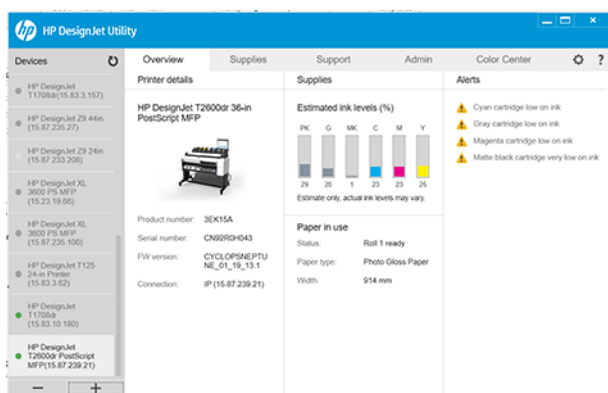 hp HP DesignJet Utility
Devices
Overview Supplies Support Admin Color Center ?
Printer details
Supplies
Alerts
HP DesignJet
T1708dr(15.83.3.157)
HP DesignJet Z9 44in
(15.87.235.27)
HP DesignJet Z9 24in
(15.87.233.208)
HP DesignJet XL
3600 PS MFP
(15.23.19.66)
HP DesignJet XL
3600 PS MFP
(15.87.235.100)
HP DesignJet T125
24-in Printer
(15.83.3.62)
HP DesignJet
T1708dr
(15.83.10.180)
HP DesignJet
T2600dr PostScript
MFP(15.87.239.21)
HP DesignJet T2600dr 36-in
PostScript MFP
Product number: 3EK15A
Serial number: CN92R0H043
FW version: CYCLOPSNEPTU
NE_01_19_13.1
Connection: IP (15.87.239.21)
Estimated ink levels (%)
PK G MK C M Y
29 20 1 23 23 25
Estimate only, actual ink levels may vary.
Paper in use
Status: Roll 1 ready
Paper type: Photo Gloss Paper
Width: 914 mm
Cyan cartridge low on ink
Gray cartridge low on ink
Magenta cartridge low on ink
Matte black cartridge very low on ink